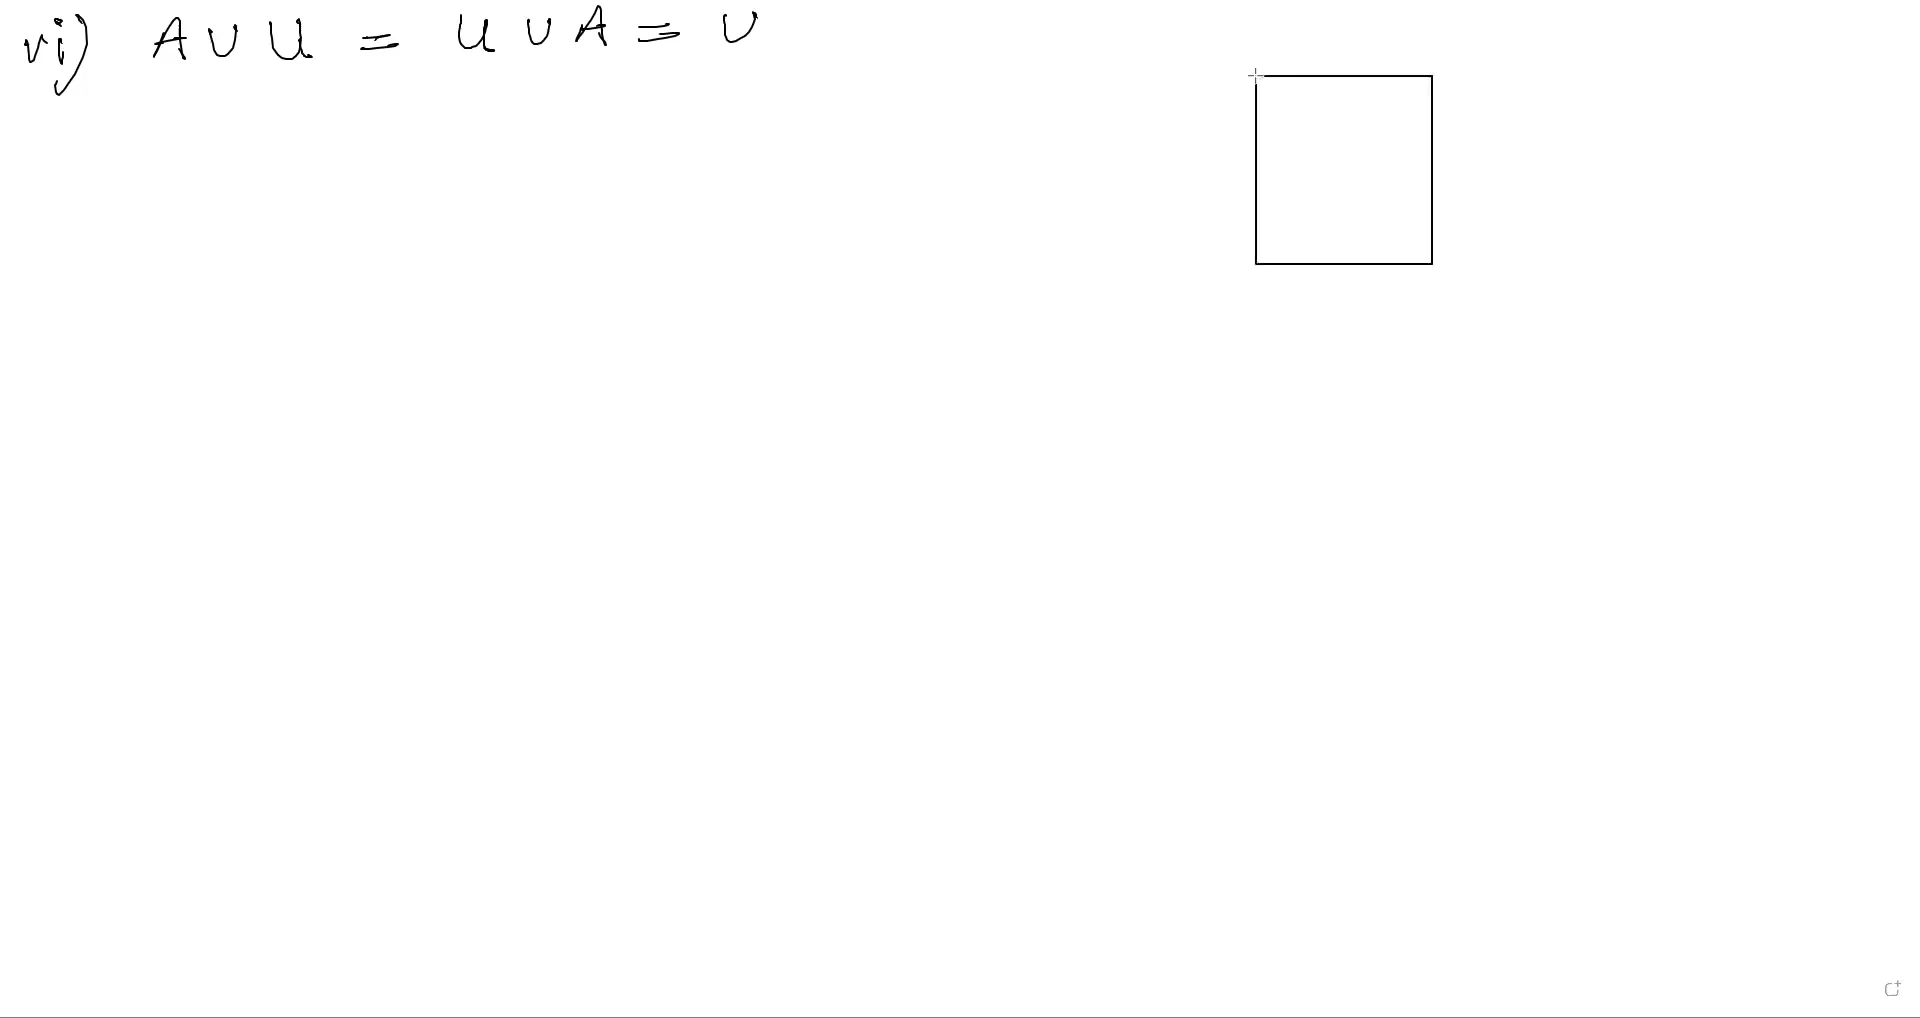 vi) A ∪ U = U ∪ A = U